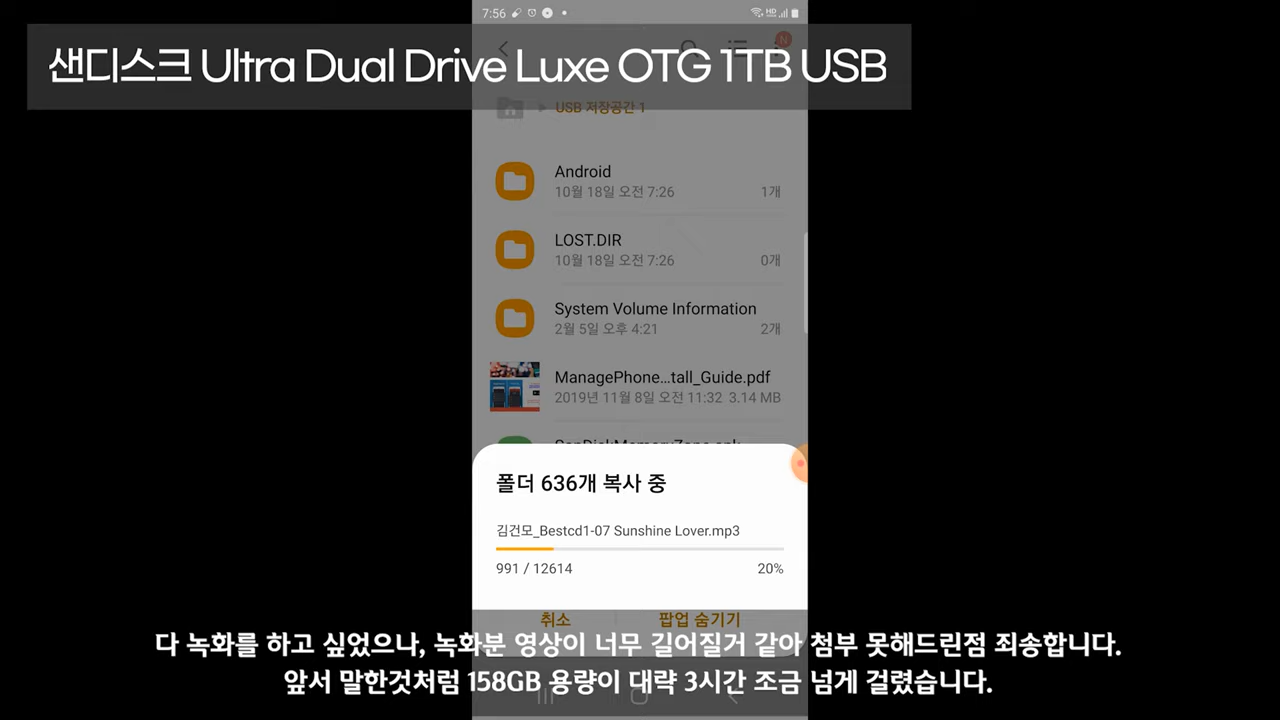 7:56
HD
N
샌디스크 Ultra Dual Drive Luxe OTG 1TB USB
USB 저장공간 1
Android
10월 18일 오전 7:26 1개
LOST.DIR
10월 18일 오전 7:26 0개
System Volume Information
2월 5일 오후 4:21 2개
ManagePhone...tall_Guide.pdf
2019년 11월 8일 오전 11:32 3.14 MB
SanDiskMemoryZone.apk
폴더 636개 복사 중
김건모_Bestcd1-07 Sunshine Lover.mp3
991 / 12614 20%
취소 팝업 숨기기
다 녹화를 하고 싶었으나, 녹화분 영상이 너무 길어질거 같아 첨부 못해드린점 죄송합니다.
앞서 말한것처럼 158GB 용량이 대략 3시간 조금 넘게 걸렸습니다.